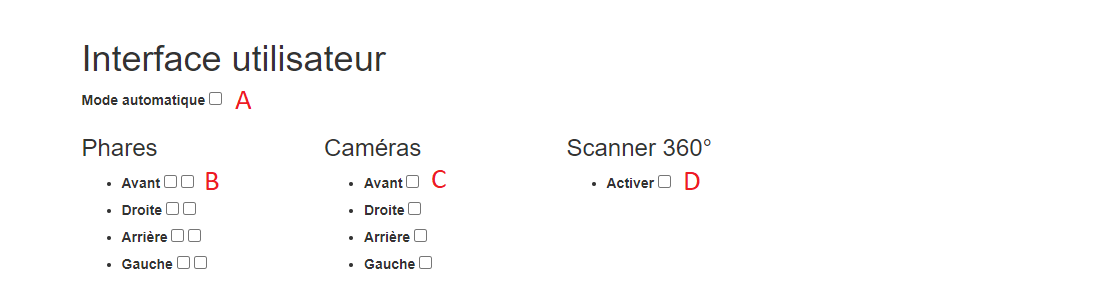 Interface utilisateur
Mode automatique A
Phares Caméras Scanner 360°
Avant B Avant C Activer D
Droite Droite
Arrière Arrière
Gauche Gauche